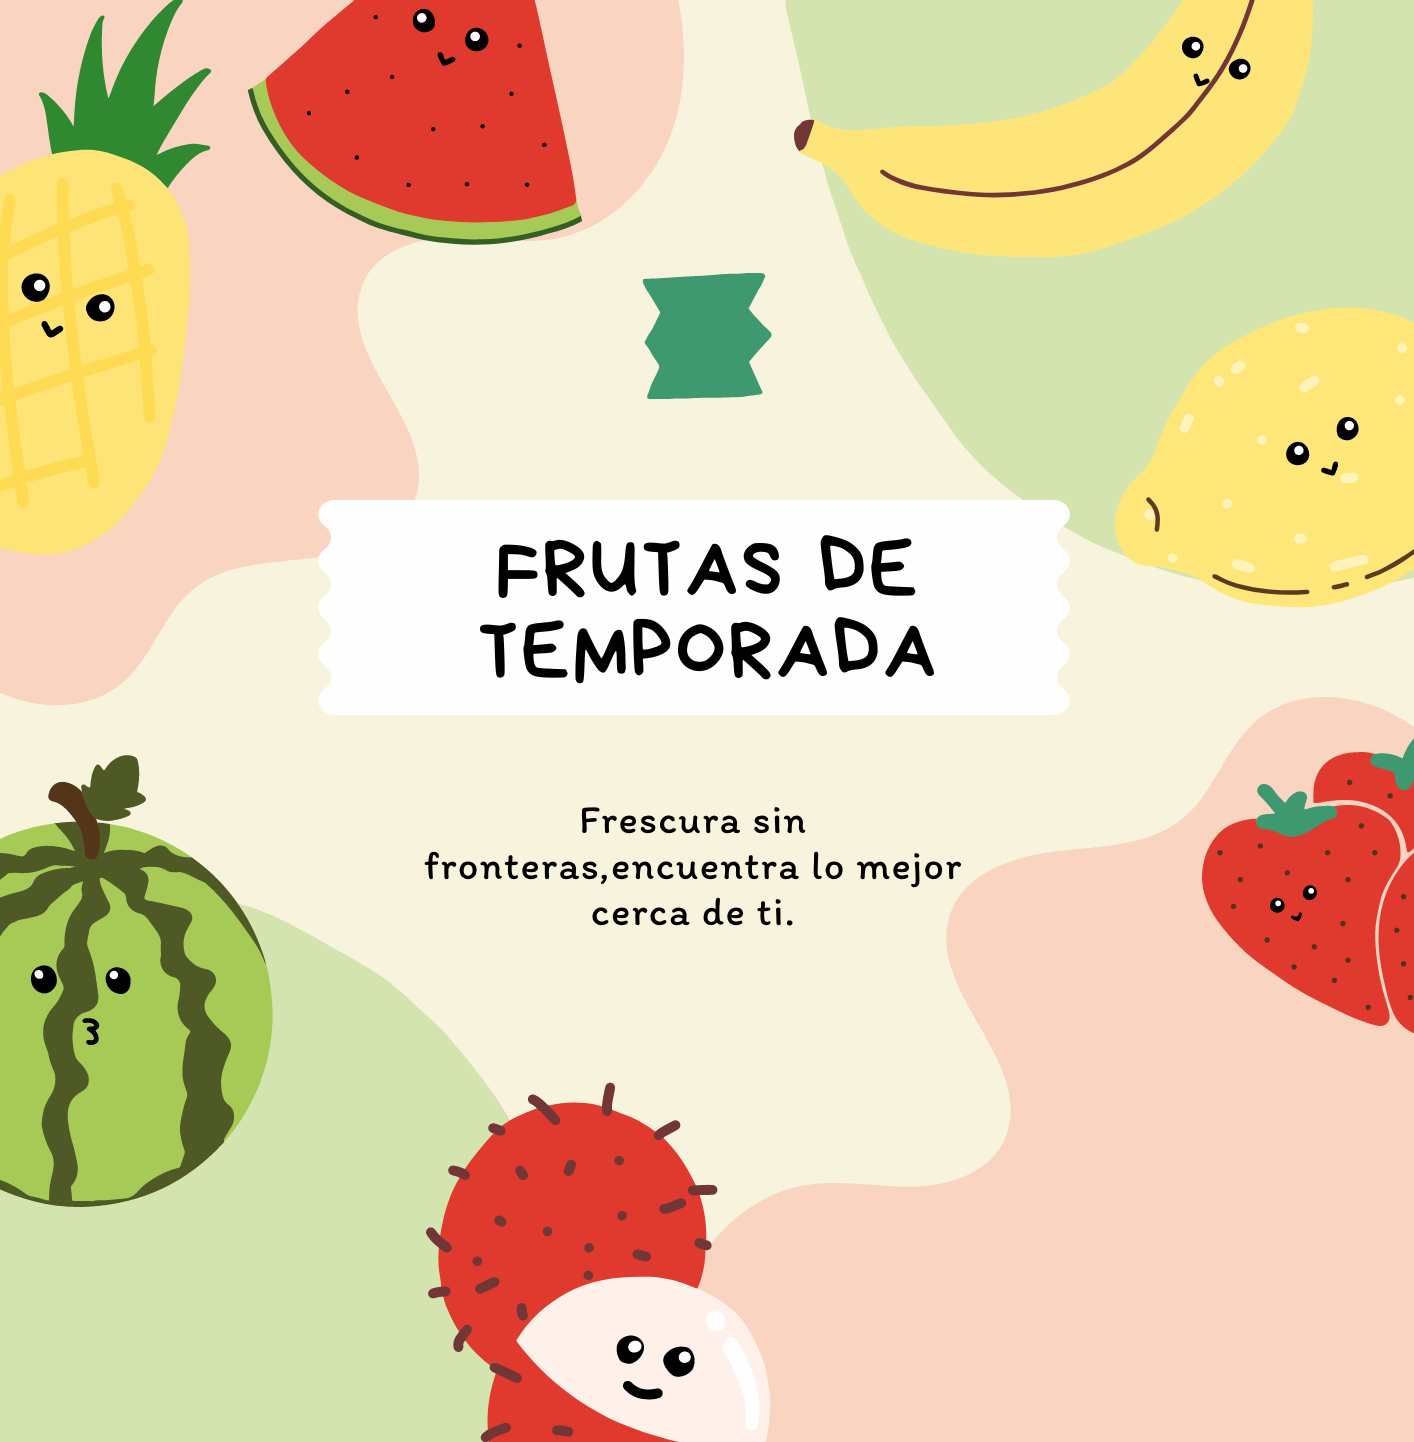 FRUTAS DE
TEMPORADA
Frescura sin
fronteras,encuentra lo mejor
cerca de ti.